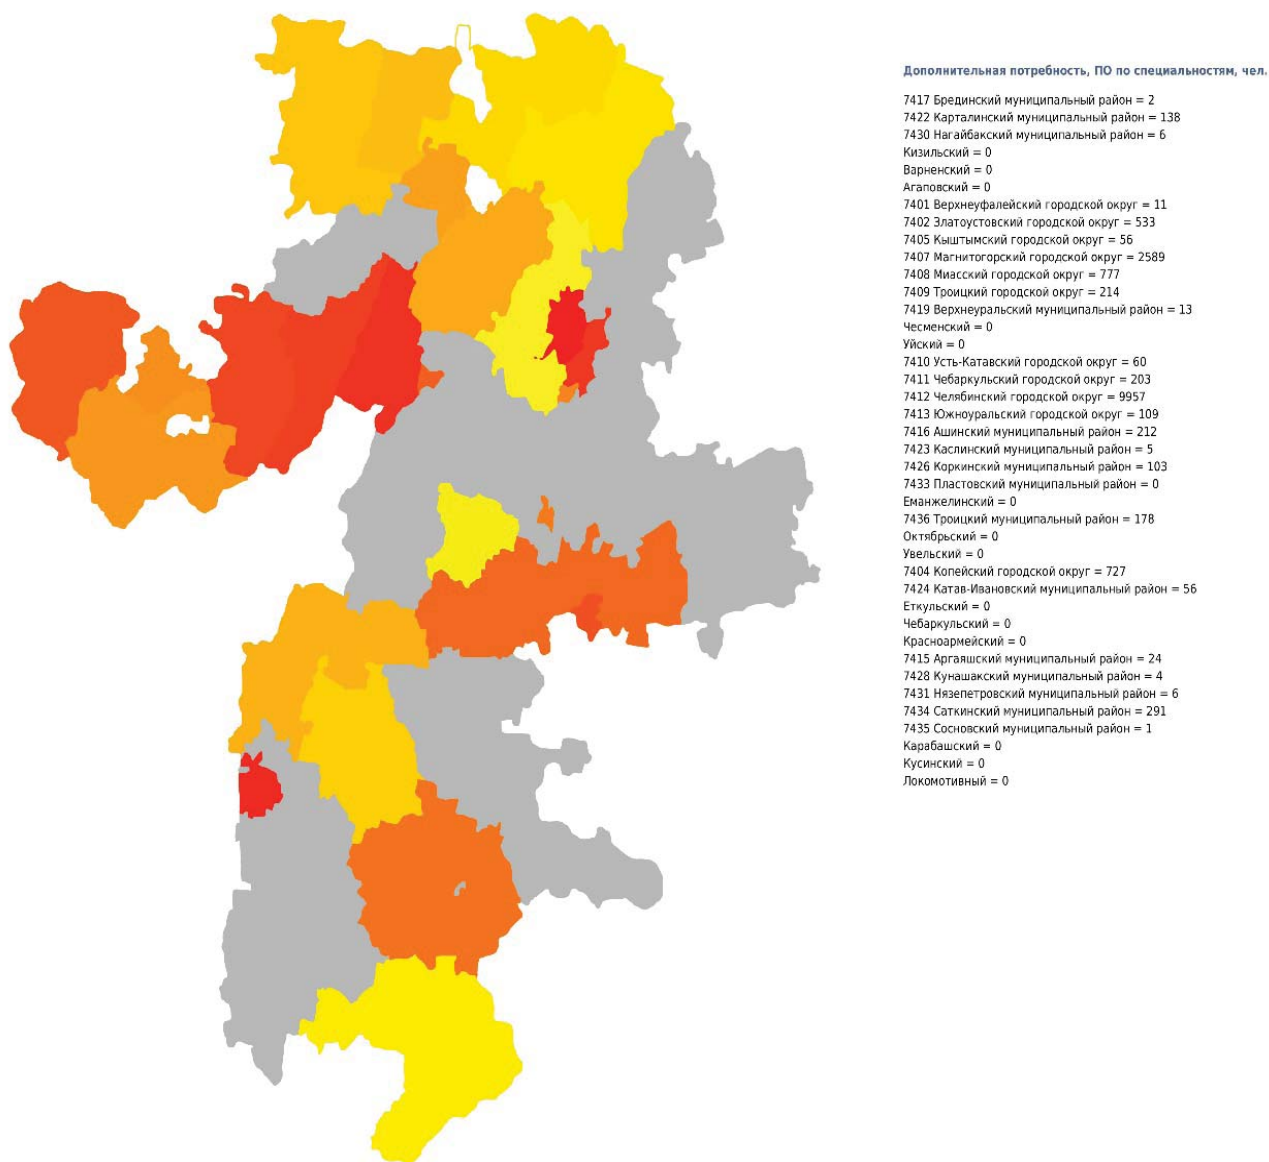 Дополнительная потребность, ПО по специальностям, чел.
7417 Брединский муниципальный район = 2
7422 Карталинский муниципальный район = 138
7430 Нагайбакский муниципальный район = 6
Кизильский = 0
Варненский = 0
Агаповский = 0
7401 Верхнеуфалейский городской округ = 11
7402 Златоустовский городской округ = 533
7405 Кыштымский городской округ = 56
7407 Магнитогорский городской округ = 2589
7408 Миасский городской округ = 777
7409 Троицкий городской округ = 214
7419 Верхнеуральский муниципальный район = 13
Чесменский = 0
Уйский = 0
7410 Усть-Катавский городской округ = 60
7411 Чебаркульский городской округ = 203
7412 Челябинский городской округ = 9957
7413 Южноуральский городской округ = 109
7416 Ашинский муниципальный район = 212
7423 Каслинский муниципальный район = 5
7426 Коркинский муниципальный район = 103
7433 Пластовский муниципальный район = 0
Еманжелинский = 0
7436 Троицкий муниципальный район = 178
Октябрьский = 0
Увельский = 0
7404 Копейский городской округ = 727
7424 Катав-Ивановский муниципальный район = 56
Еткульский = 0
Чебаркульский = 0
Красноармейский = 0
7415 Аргаяшский муниципальный район = 24
7428 Кунашакский муниципальный район = 4
7431 Нязепетровский муниципальный район = 6
7434 Саткинский муниципальный район = 291
7435 Сосновский муниципальный район = 1
Карабашский = 0
Кусинский = 0
Локомотивный = 0